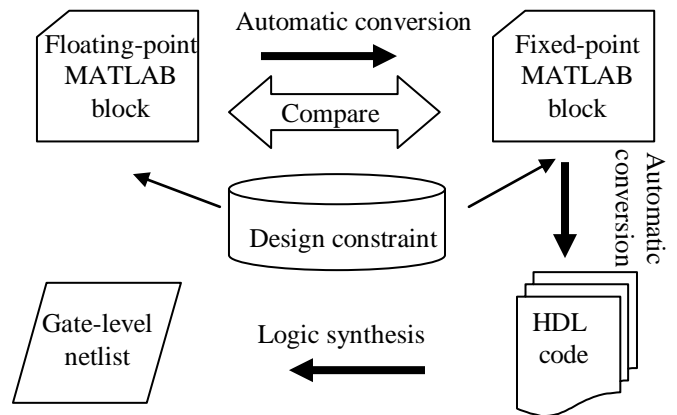 Automatic conversion
Floating-point
MATLAB
block
Compare
Fixed-point
MATLAB
block
Automatic
conversion
Design constraint
Gate-level
netlist
Logic synthesis
HDL
code